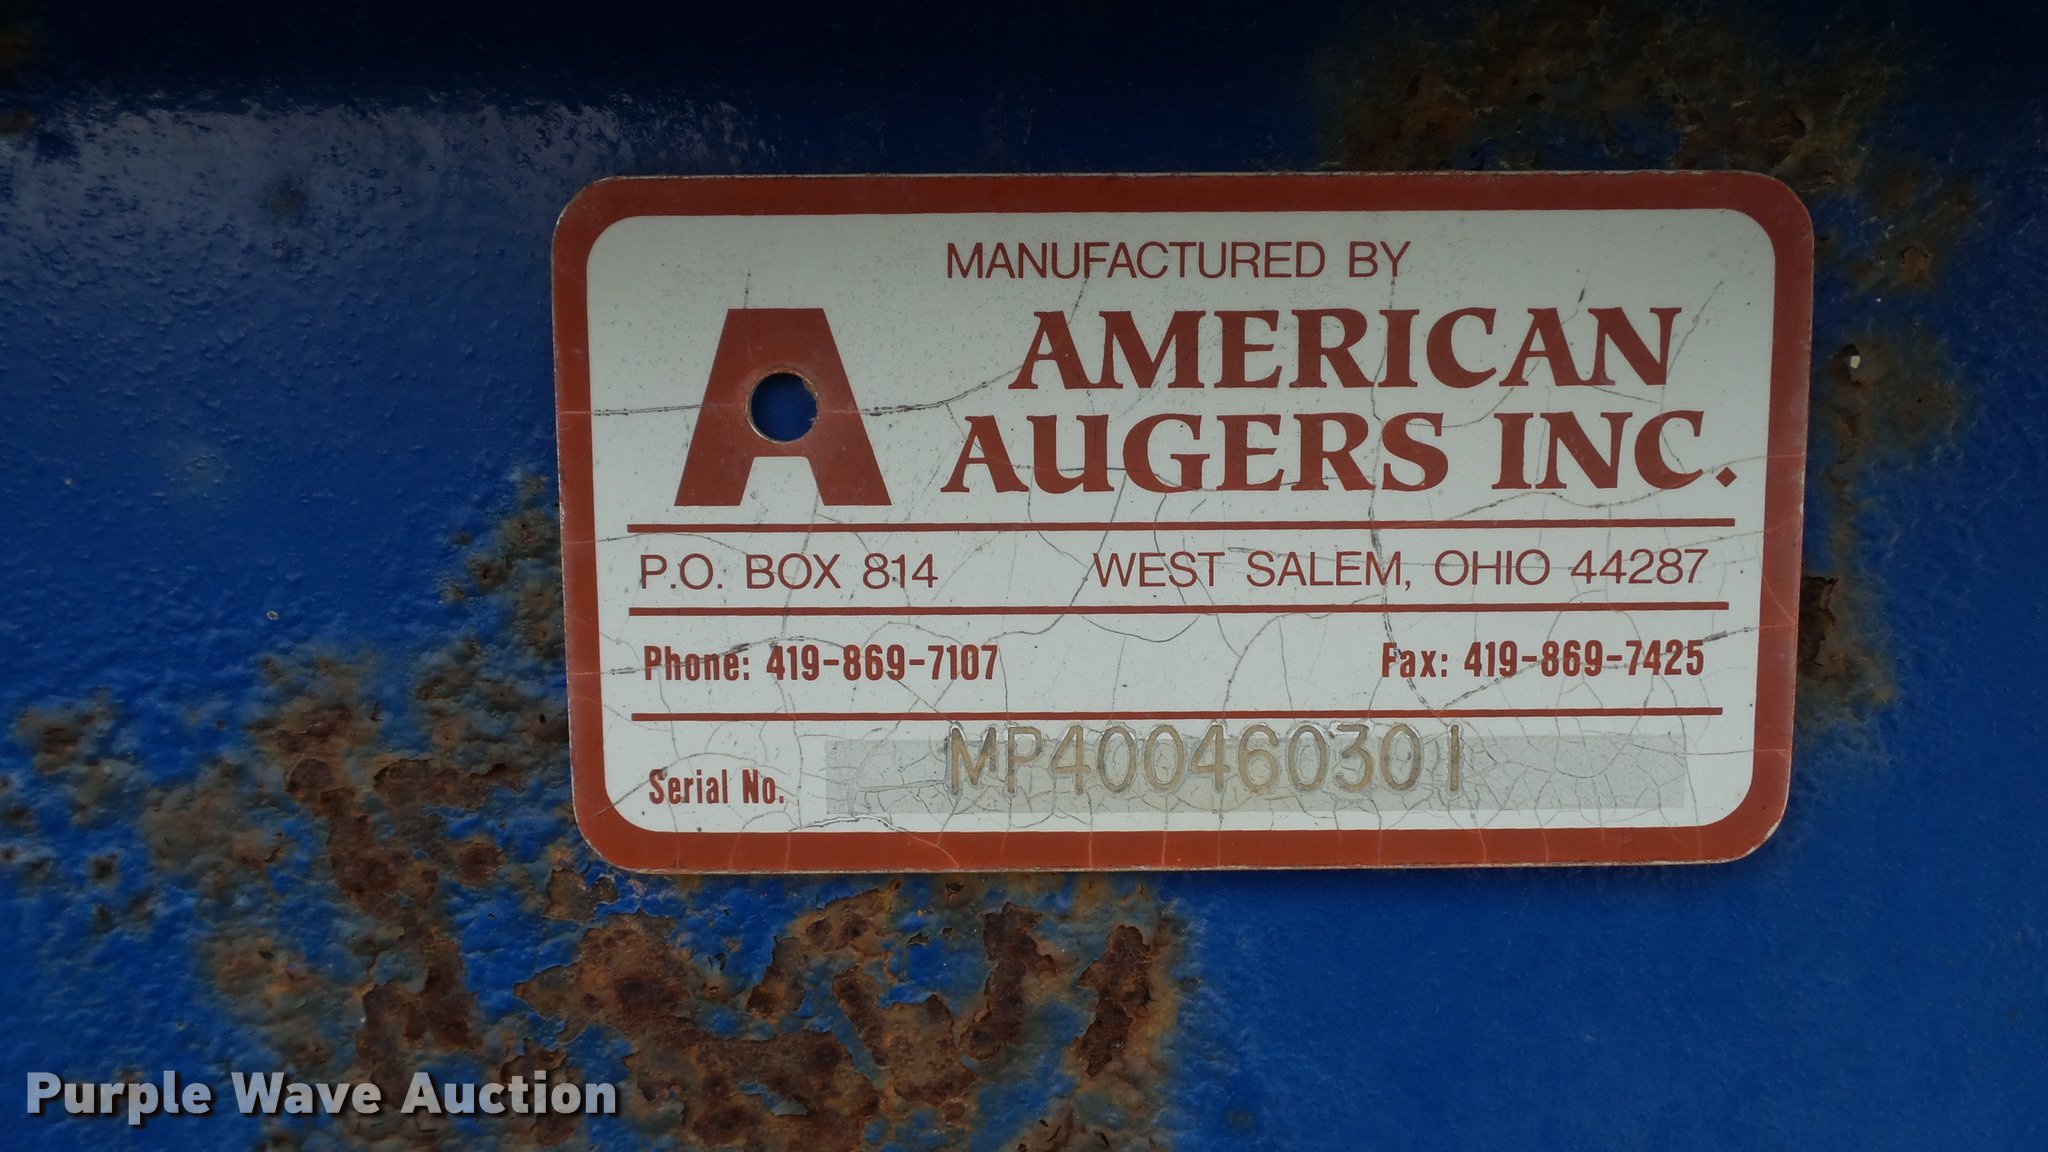 MANUFACTURED BY
A
AMERICAN
AUGERS INC.
P.O. BOX 814 WEST SALEM, OHIO 44287
Phone: 419-869-7107 Fax: 419-869-7425
Serial No. MP400460301
Purple Wave Auction